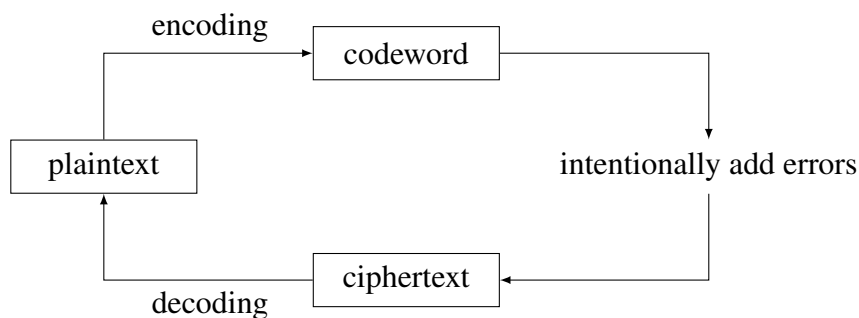 encoding
codeword
plaintext
intentionally add errors
ciphertext
decoding